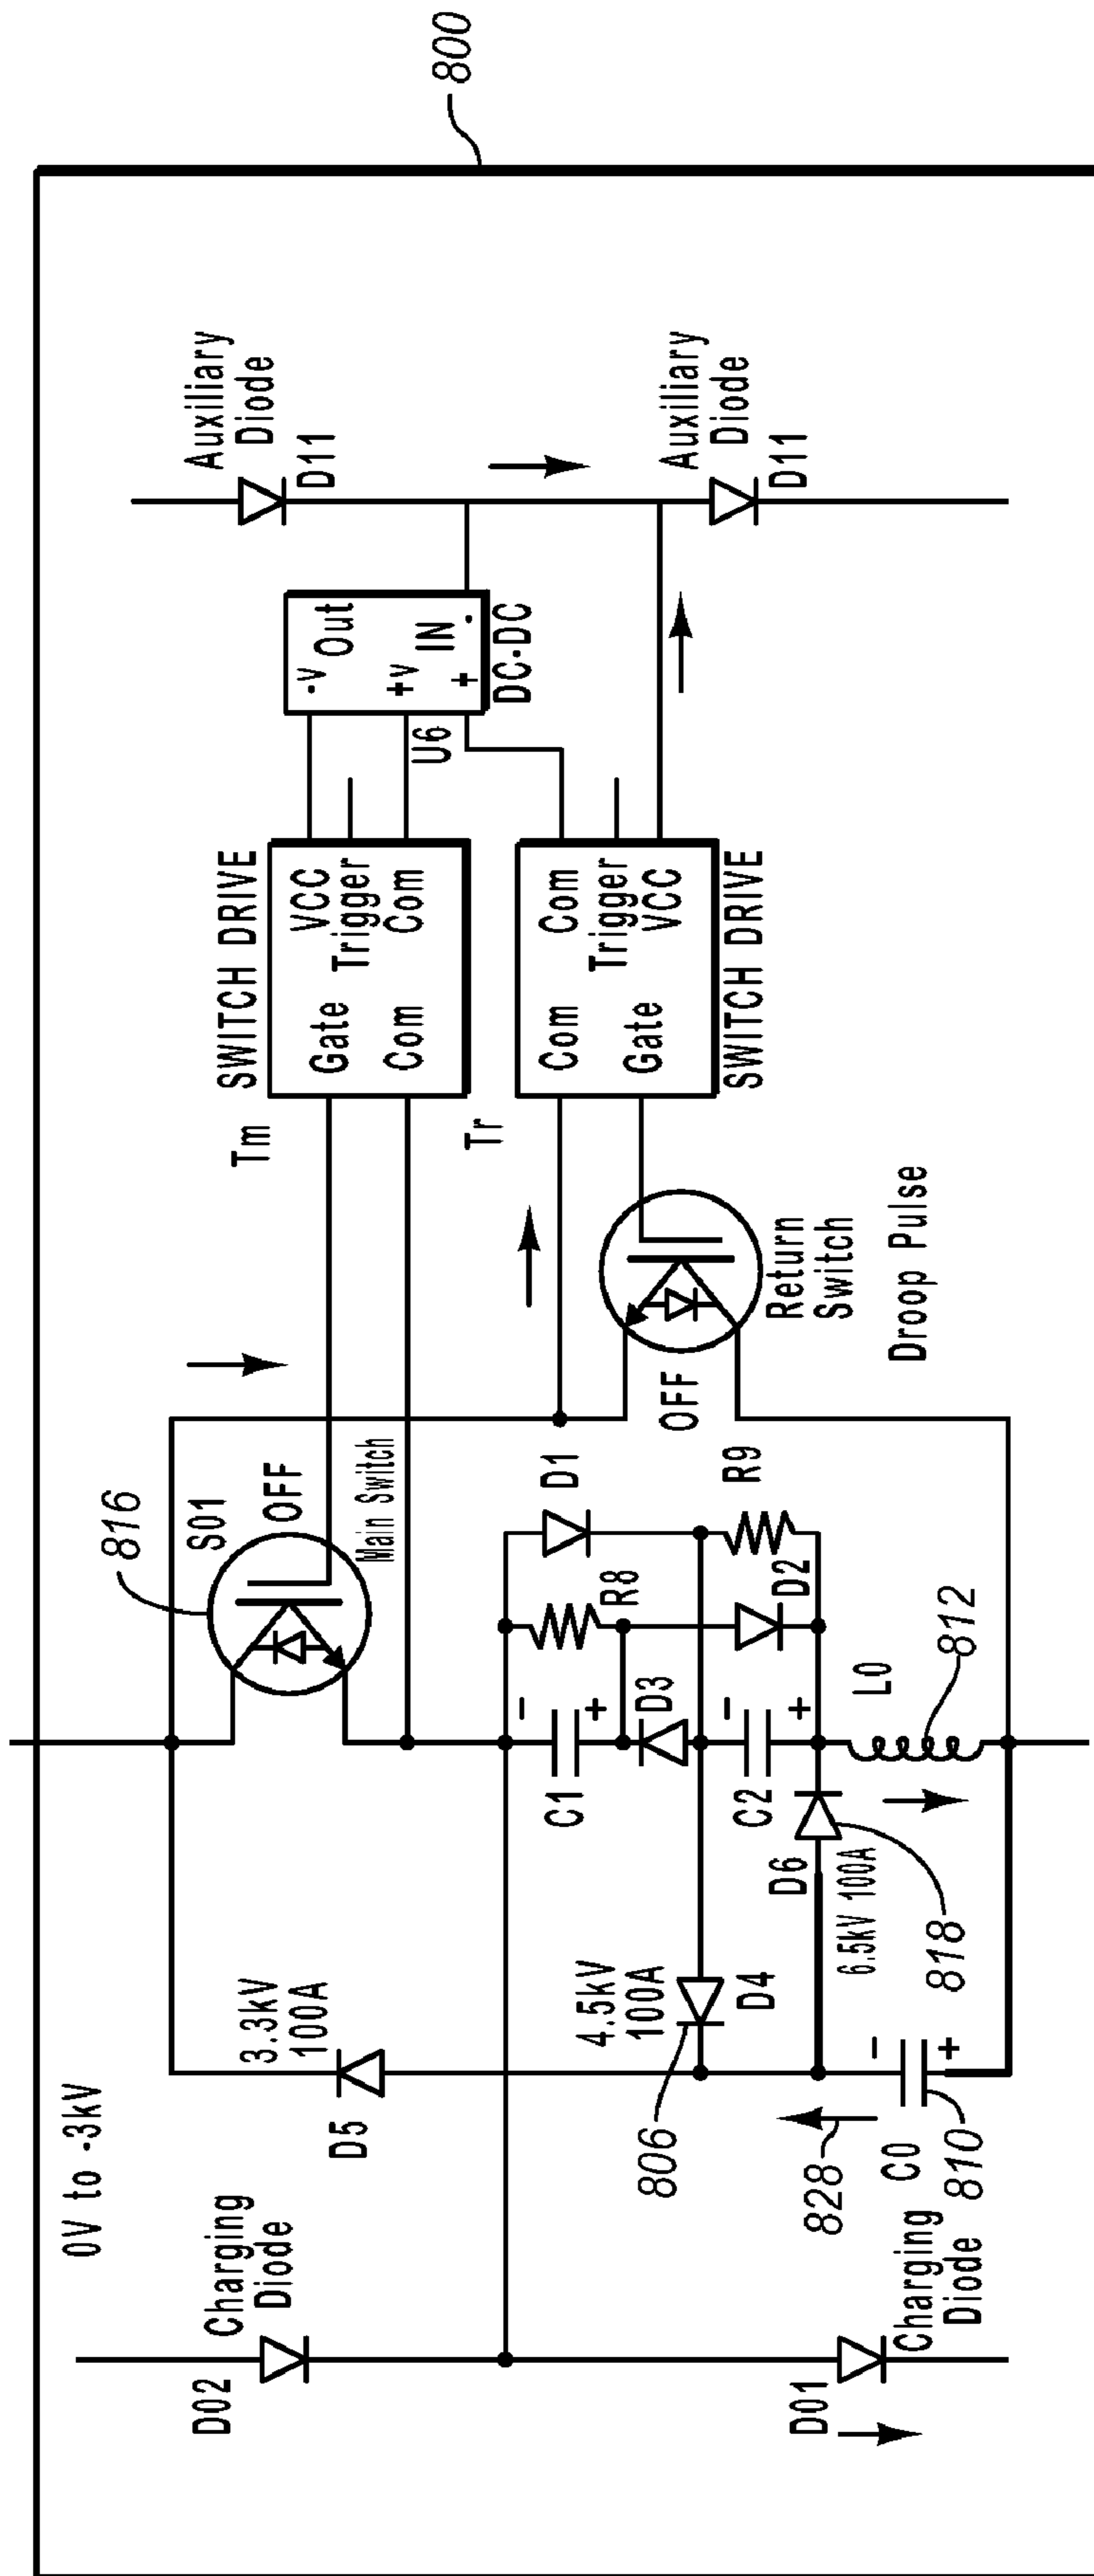 800
0V to -3kV
Charging
Diode
D02
Charging
Diode
D01
D5
3.3kV
100A
806
4.5kV
100A
D4
828
C0
-
+
810
816
S01
OFF
Main Switch
C1
-
+
R8
D3
D1
C2
-
+
D2
R9
D6
6.5kV 100A
818
L0
812
Tm
SWITCH DRIVE
Gate
VCC
Trigger
Com
Com
Tr
Com
Com
Trigger
Gate
VCC
SWITCH DRIVE
OFF
Return
Switch
Droop Pulse
U6
-V
Out
+V
IN
+
-
DC-DC
Auxiliary
Diode
D11
Auxiliary
Diode
D11